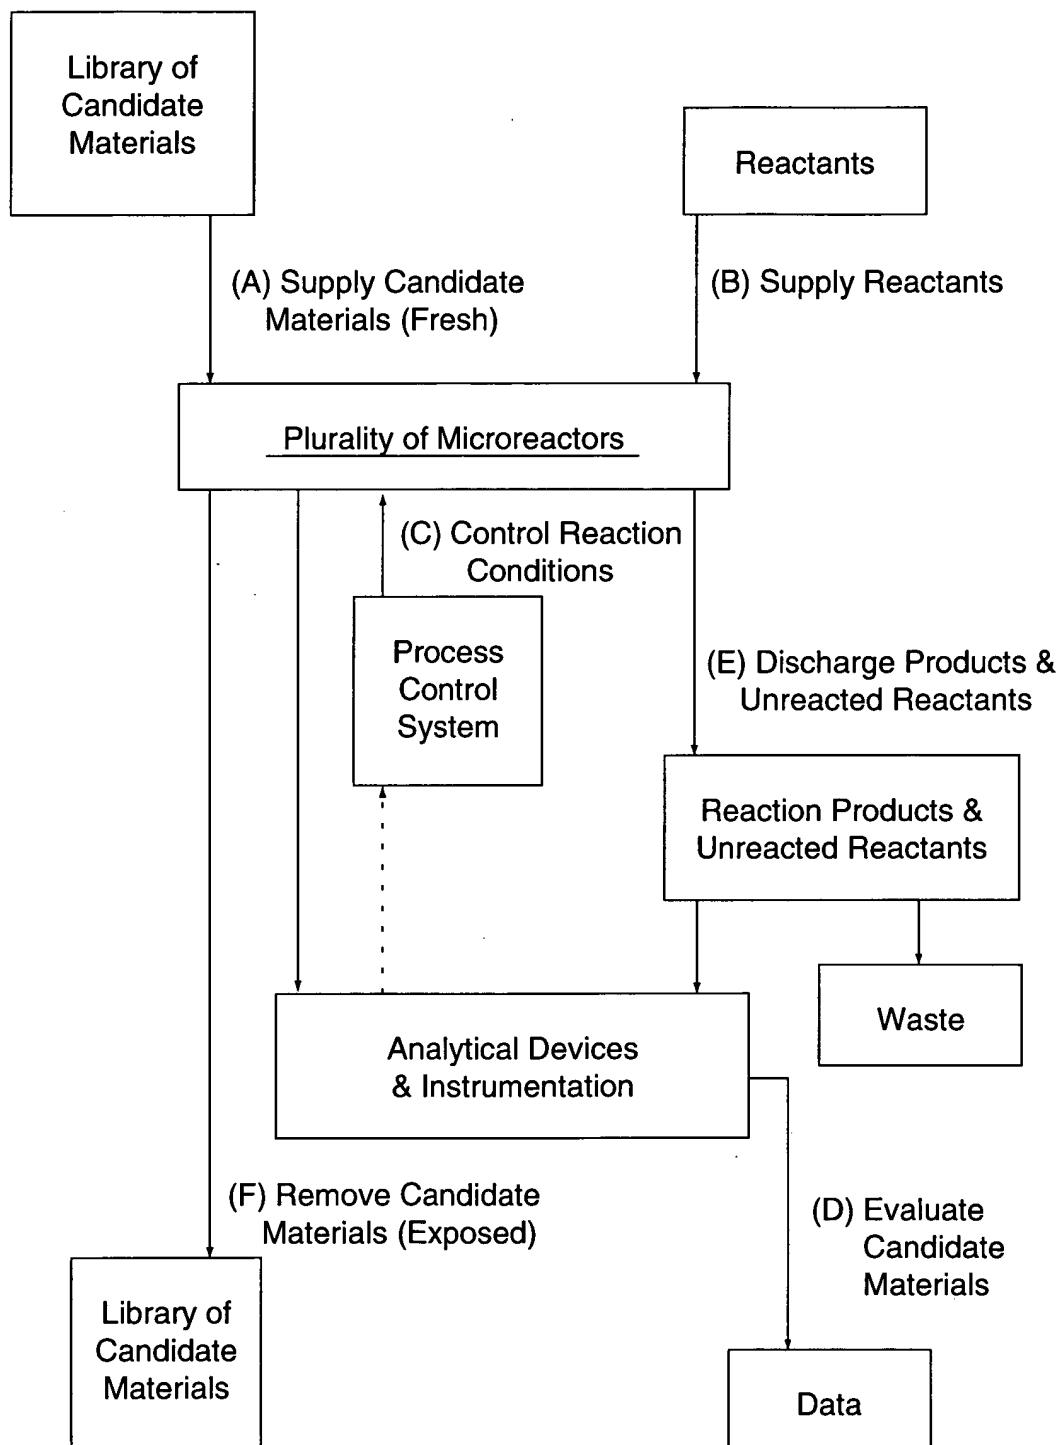 Library of
Candidate
Materials
Reactants
(A) Supply Candidate
Materials (Fresh)
(B) Supply Reactants
Plurality of Microreactors
(C) Control Reaction
Conditions
Process
Control
System
(E) Discharge Products &
Unreacted Reactants
Reaction Products &
Unreacted Reactants
Waste
Analytical Devices
& Instrumentation
(F) Remove Candidate
Materials (Exposed)
(D) Evaluate
Candidate
Materials
Library of
Candidate
Materials
Data